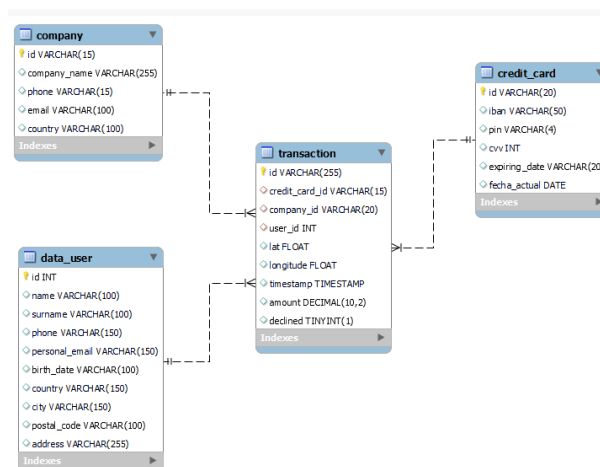 company
id VARCHAR(15)
company_name VARCHAR(255)
phone VARCHAR(15)
email VARCHAR(100)
country VARCHAR(100)
Indexes
data_user
id INT
name VARCHAR(100)
surname VARCHAR(100)
phone VARCHAR(150)
personal_email VARCHAR(150)
birth_date VARCHAR(100)
country VARCHAR(150)
city VARCHAR(150)
postal_code VARCHAR(100)
address VARCHAR(255)
Indexes
transaction
id VARCHAR(255)
credit_card_id VARCHAR(15)
company_id VARCHAR(20)
user_id INT
lat FLOAT
longitude FLOAT
timestamp TIMESTAMP
amount DECIMAL(10,2)
declined TINYINT(1)
Indexes
credit_card
id VARCHAR(20)
iban VARCHAR(50)
pin VARCHAR(4)
cvv INT
expiring_date VARCHAR(20
fecha_actual DATE
Indexes